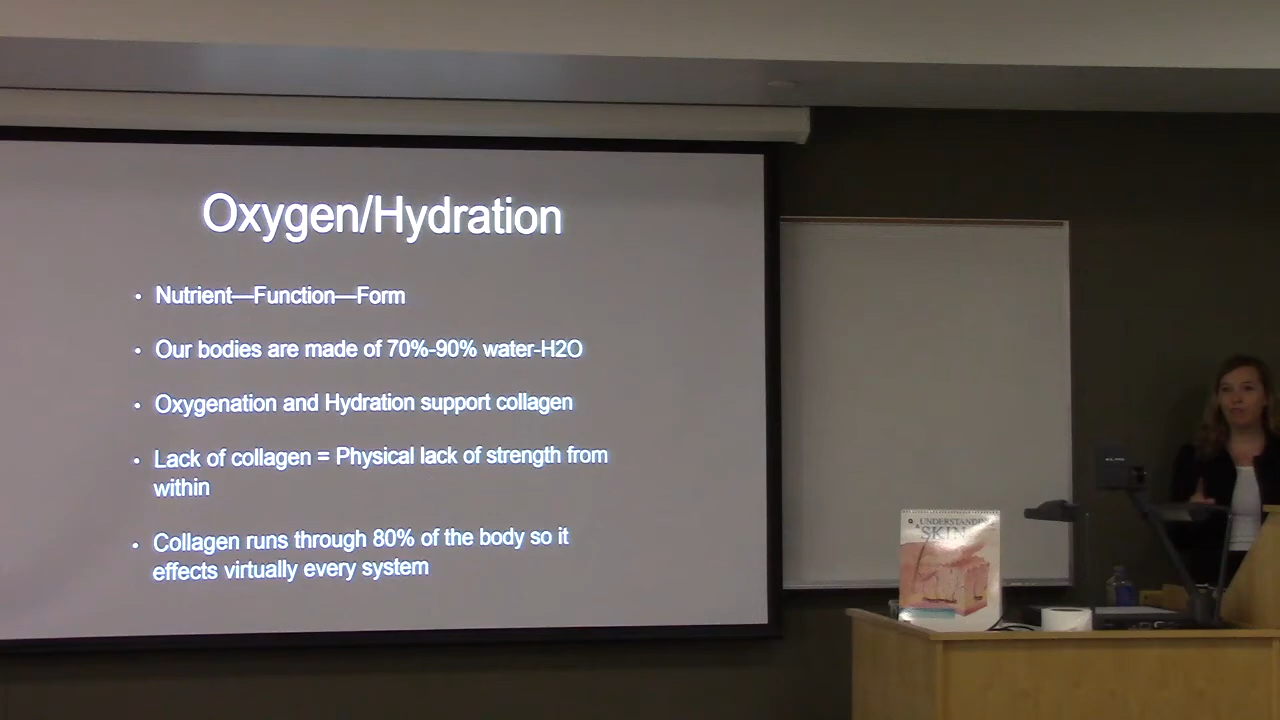 Oxygen/Hydration
• Nutrient—Function—Form
• Our bodies are made of 70%-90% water-H2O
• Oxygenation and Hydration support collagen
• Lack of collagen = Physical lack of strength from
within
• Collagen runs through 80% of the body so it
effects virtually every system
SKIN